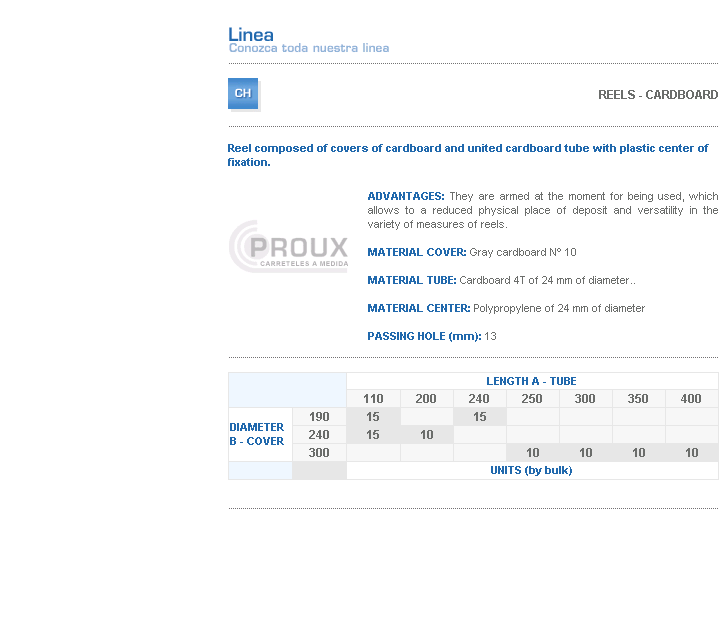 Linea
Conozca toda nuestra linea
CH
REELS - CARDBOARD
Reel composed of covers of cardboard and united cardboard tube with plastic center of
fixation.
ADVANTAGES: They are armed at the moment for being used, which
allows to a reduced physical place of deposit and versatility in the
variety of measures of reels.
PROUX
CARRETELES A MEDIDA
MATERIAL COVER: Gray cardboard Nº 10
MATERIAL TUBE: Cardboard 4T of 24 mm of diameter..
MATERIAL CENTER: Polypropylene of 24 mm of diameter
PASSING HOLE (mm): 13
LENGTH A - TUBE
110 200 240 250 300 350 400
DIAMETER
B - COVER
190 15 15
240 15 10
300 10 10 10 10
UNITS (by bulk)